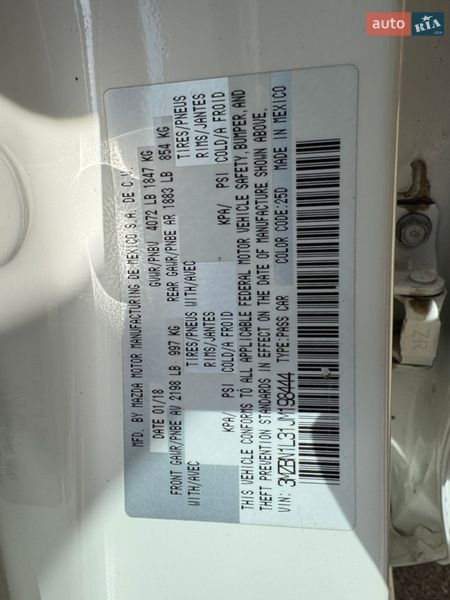 auto RIA .com
MFD. BY MAZDA MOTOR MANUFACTURING DE MEXICO S.A. DE C.V.
DATE 01/18 GVWR/PNBV 4072 LB 1847 KG
FRONT GAWR/PNBE AV 2198 LB 997 KG REAR GAWR/PNBE AR 1883 LB 854 KG
WITH/AVEC TIRES/PNEUS WITH/AVEC TIRES/PNEUS
RIMS/JANTES RIMS/JANTES
KPA/ PSI COLD/A FROID KPA/ PSI COLD/A FROID
THIS VEHICLE CONFORMS TO ALL APPLICABLE FEDERAL MOTOR VEHICLE SAFETY, BUMPER, AND
THEFT PREVENTION STANDARDS IN EFFECT ON THE DATE OF MANUFACTURE SHOWN ABOVE.
VIN: 3MZBN1L31JM198444 TYPE:PASS CAR COLOR CODE:25D MADE IN MEXICO
ZR